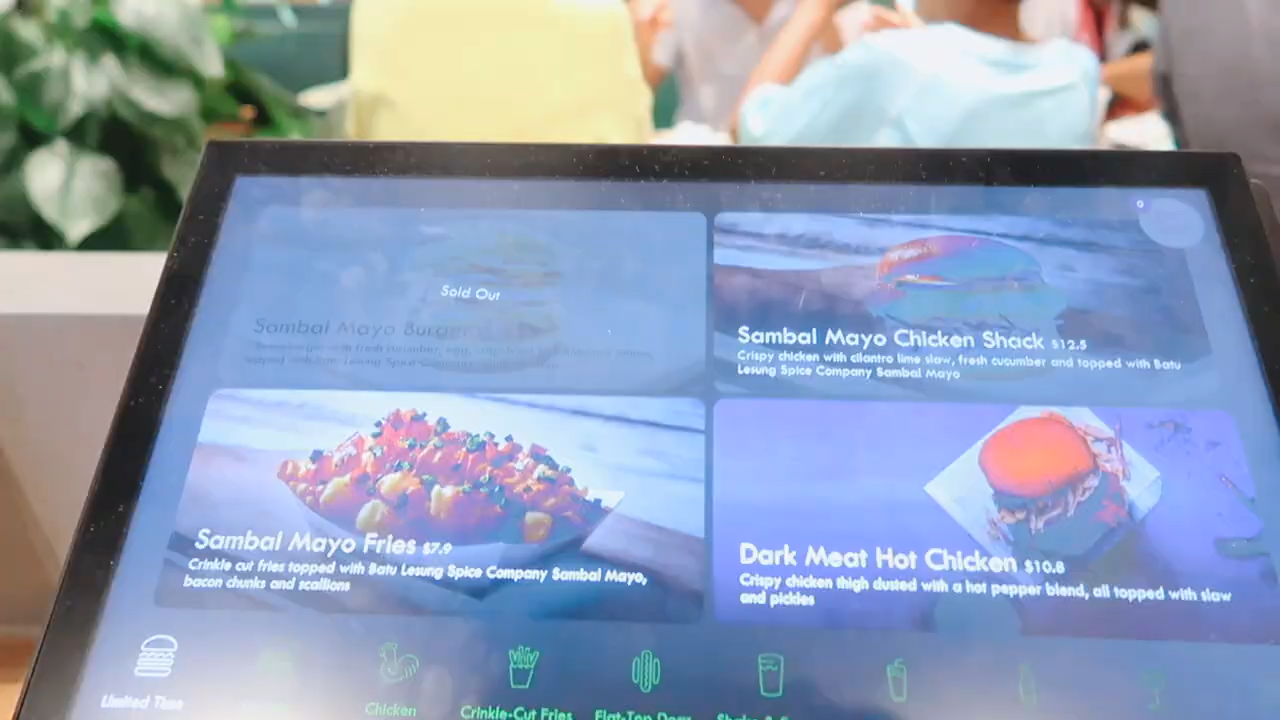 Sold Out
Sambal Mayo Burger
Sambal Mayo Chicken Shack $12.5
Crispy chicken with cilantro lime slaw, fresh cucumber and topped with Batu
Lesung Spice Company Sambal Mayo
Sambal Mayo Fries $7.9
Crinkle cut fries topped with Batu Lesung Spice Company Sambal Mayo,
bacon chunks and scallions
Dark Meat Hot Chicken $10.8
Crispy chicken thigh dusted with a hot pepper blend, all topped with slaw
and pickles
Limited Time
Chicken
Crinkle-Cut Fries
Flat-Top Dogs